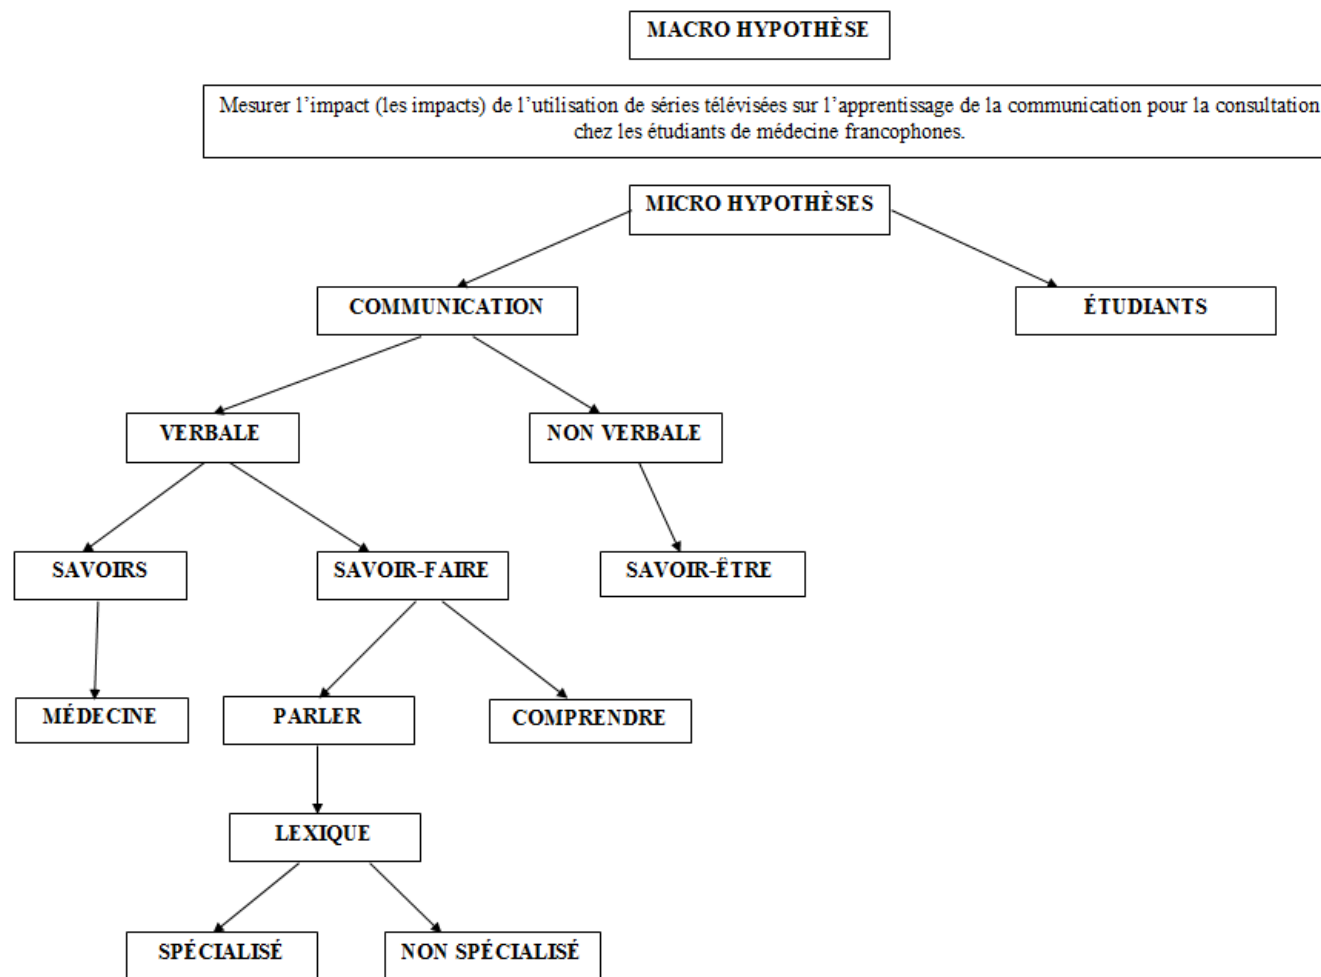 MACRO HYPOTHÈSE
Mesurer l’impact (les impacts) de l’utilisation de séries télévisées sur l’apprentissage de la communication pour la consultation
chez les étudiants de médecine francophones.
MICRO HYPOTHÈSES
COMMUNICATION
ÉTUDIANTS
VERBALE
NON VERBALE
SAVOIRS
SAVOIR-FAIRE
SAVOIR-ÊTRE
MÉDECINE
PARLER
COMPRENDRE
LEXIQUE
SPÉCIALISÉ
NON SPÉCIALISÉ